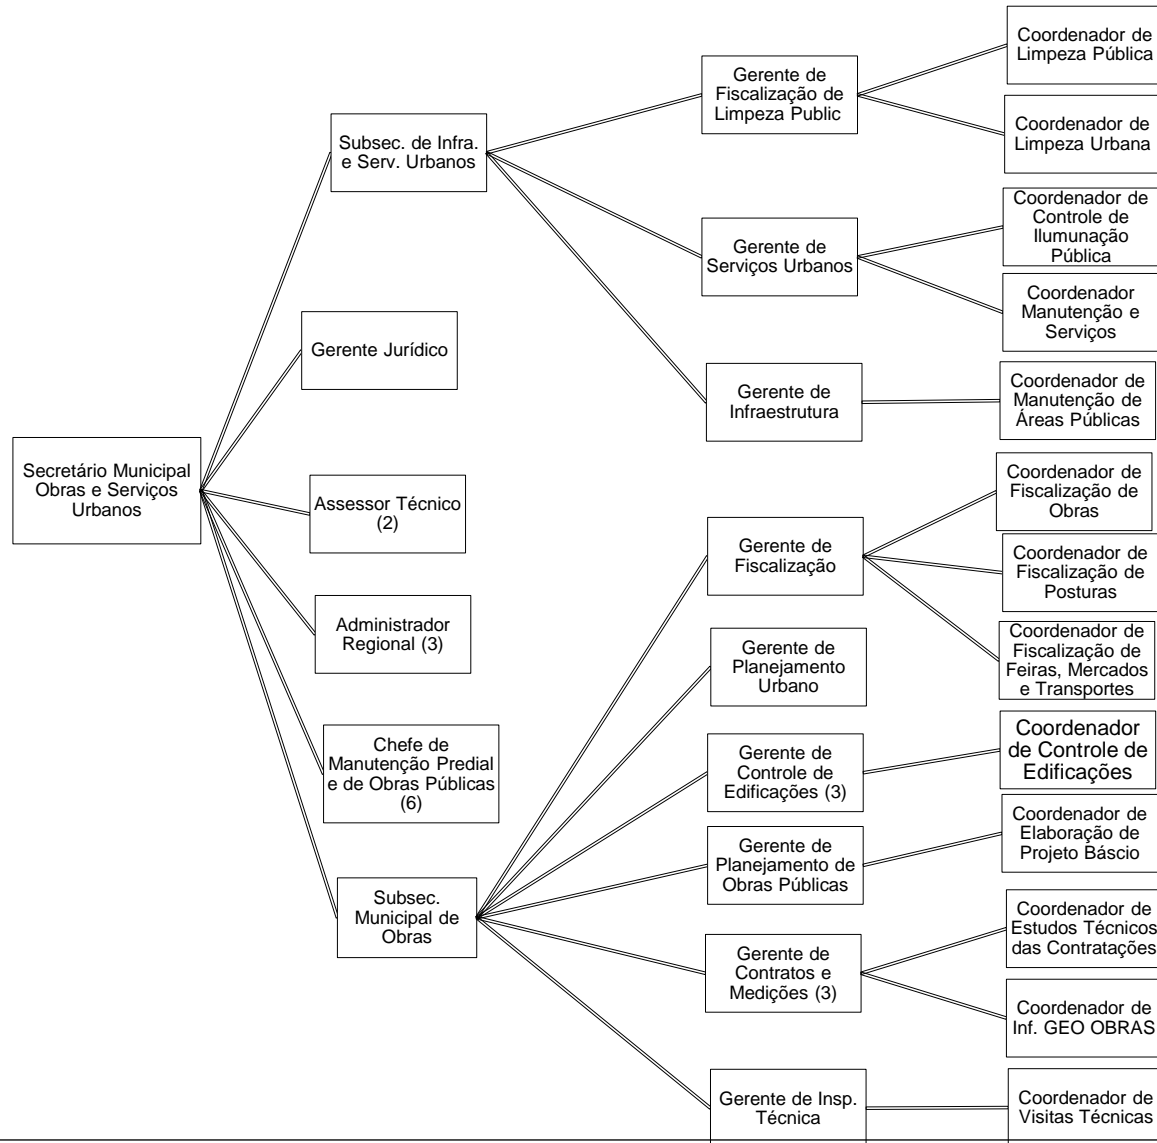 Secretário Municipal
Obras e Serviços
Urbanos
Subsec. de Infra.
e Serv. Urbanos
Gerente Jurídico
Assessor Técnico
(2)
Administrador
Regional (3)
Chefe de
Manutenção Predial
e de Obras Públicas
(6)
Subsec.
Municipal de
Obras
Gerente de
Fiscalização de
Limpeza Public
Gerente de
Serviços Urbanos
Gerente de
Infraestrutura
Gerente de
Fiscalização
Gerente de
Planejamento
Urbano
Gerente de
Controle de
Edificações (3)
Gerente de
Planejamento de
Obras Públicas
Gerente de
Contratos e
Medições (3)
Gerente de Insp.
Técnica
Coordenador de
Limpeza Pública
Coordenador de
Limpeza Urbana
Coordenador de
Controle de
Ilumunação
Pública
Coordenador
Manutenção e
Serviços
Coordenador de
Manutenção de
Áreas Públicas
Coordenador de
Fiscalização de
Obras
Coordenador de
Fiscalização de
Posturas
Coordenador de
Fiscalização de
Feiras, Mercados
e Transportes
Coordenador
de Controle de
Edificações
Coordenador de
Elaboração de
Projeto Báscio
Coordenador de
Estudos Técnicos
das Contratações
Coordenador de
Inf. GEO OBRAS
Coordenador de
Visitas Técnicas